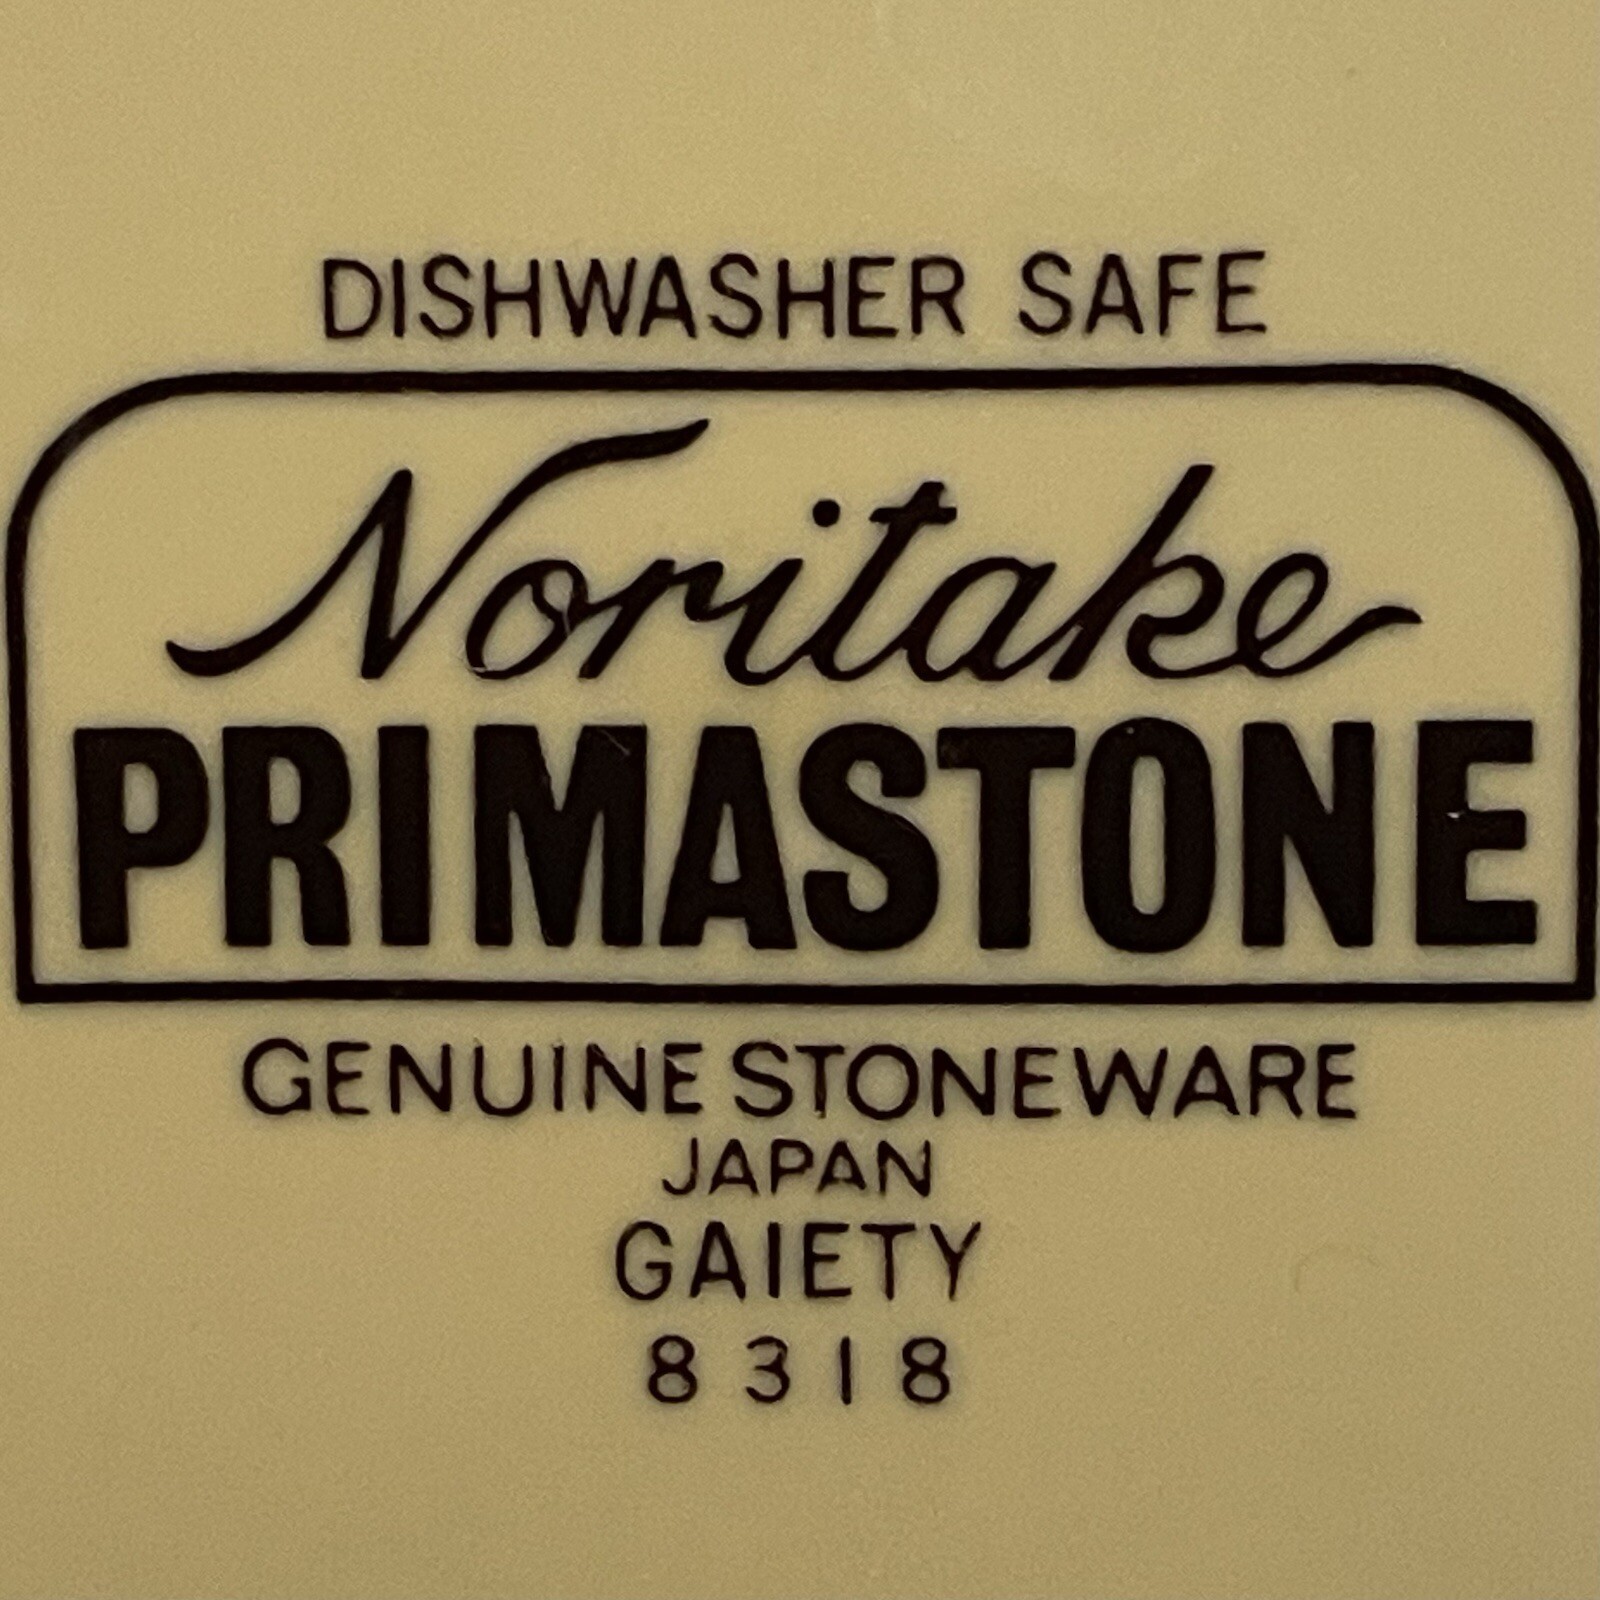 DISHWASHER SAFE
Noritake
PRIMASTONE
GENUINE STONEWARE
JAPAN
GAIETY
8318